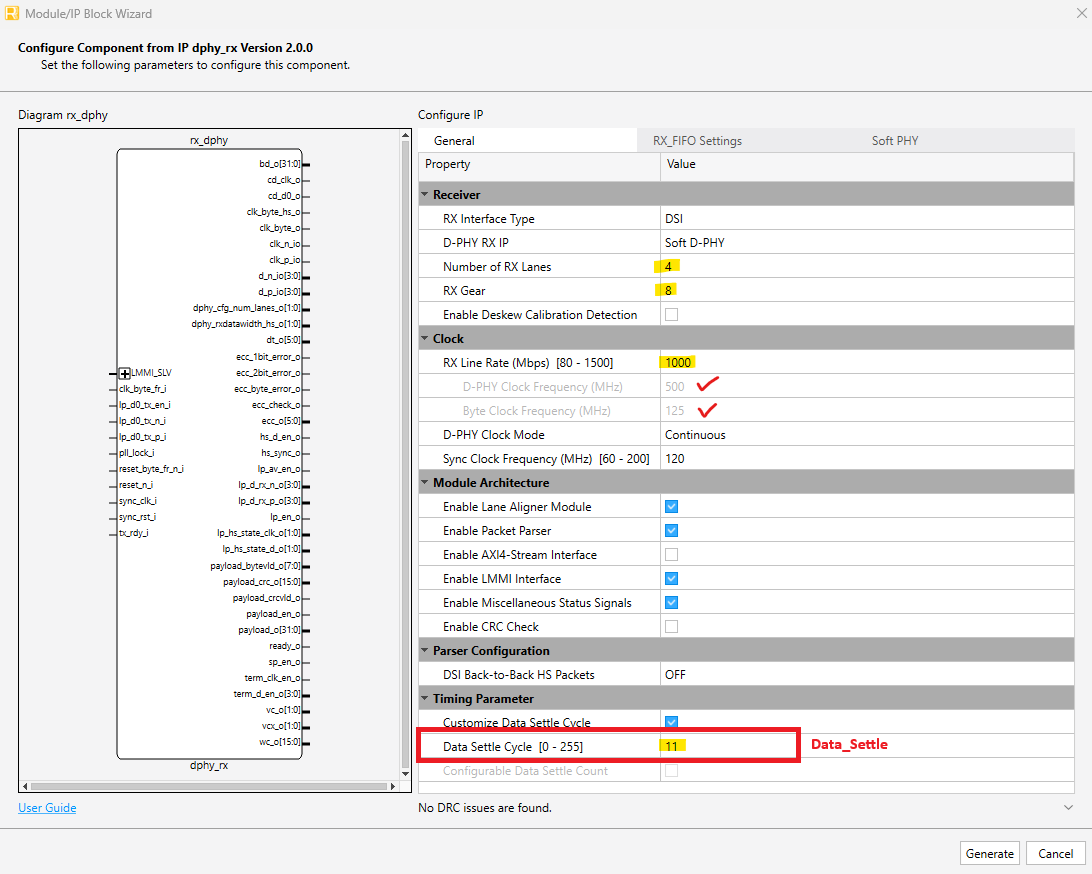 Module/IP Block Wizard
Configure Component from IP dphy_rx Version 2.0.0
Set the following parameters to configure this component.
Diagram rx_dphy
rx_dphy
bd_o[31:0]
cd_clk_o
cd_d0_o
clk_byte_hs_o
clk_byte_o
clk_n_io
clk_p_io
d_n_io[3:0]
d_p_io[3:0]
dphy_cfg_num_lanes_o[1:0]
dphy_rxdatawidth_hs_o[1:0]
dt_o[5:0]
ecc_1bit_error_o
LMMI_SLV ecc_2bit_error_o
clk_byte_fr_i ecc_byte_error_o
lp_d0_tx_en_i ecc_check_o
lp_d0_tx_n_i ecc_o[5:0]
lp_d0_tx_p_i hs_d_en_o
pll_lock_i hs_sync_o
reset_byte_fr_n_i lp_av_en_o
reset_n_i lp_d_rx_n_o[3:0]
sync_clk_i lp_d_rx_p_o[3:0]
sync_rst_i lp_en_o
tx_rdy_i lp_hs_state_clk_o[1:0]
lp_hs_state_d_o[1:0]
payload_bytevld_o[7:0]
payload_crc_o[15:0]
payload_crcvld_o
payload_en_o
payload_o[31:0]
ready_o
sp_en_o
term_clk_en_o
term_d_en_o[3:0]
vc_o[1:0]
vcx_o[1:0]
wc_o[15:0]
dphy_rx
User Guide
Configure IP
General RX_FIFO Settings Soft PHY
Property Value
Receiver
RX Interface Type DSI
D-PHY RX IP Soft D-PHY
Number of RX Lanes 4
RX Gear 8
Enable Deskew Calibration Detection
Clock
RX Line Rate (Mbps) [80 - 1500] 1000
D-PHY Clock Frequency (MHz) 500
Byte Clock Frequency (MHz) 125
D-PHY Clock Mode Continuous
Sync Clock Frequency (MHz) [60 - 200] 120
Module Architecture
Enable Lane Aligner Module
Enable Packet Parser
Enable AXI4-Stream Interface
Enable LMMI Interface
Enable Miscellaneous Status Signals
Enable CRC Check
Parser Configuration
DSI Back-to-Back HS Packets OFF
Timing Parameter
Customize Data Settle Cycle
Data Settle Cycle [0 - 255] 11 Data_Settle
Configurable Data Settle Count
No DRC issues are found.
Generate Cancel